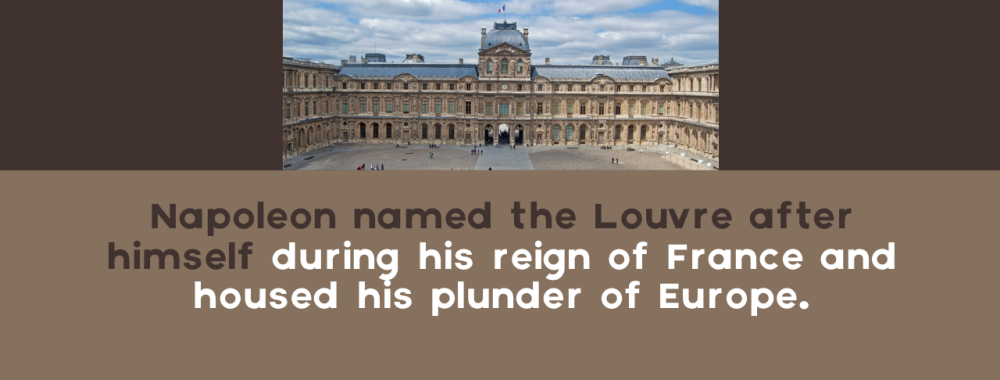 Napoleon named the Louvre after
himself during his reign of France and
housed his plunder of Europe.